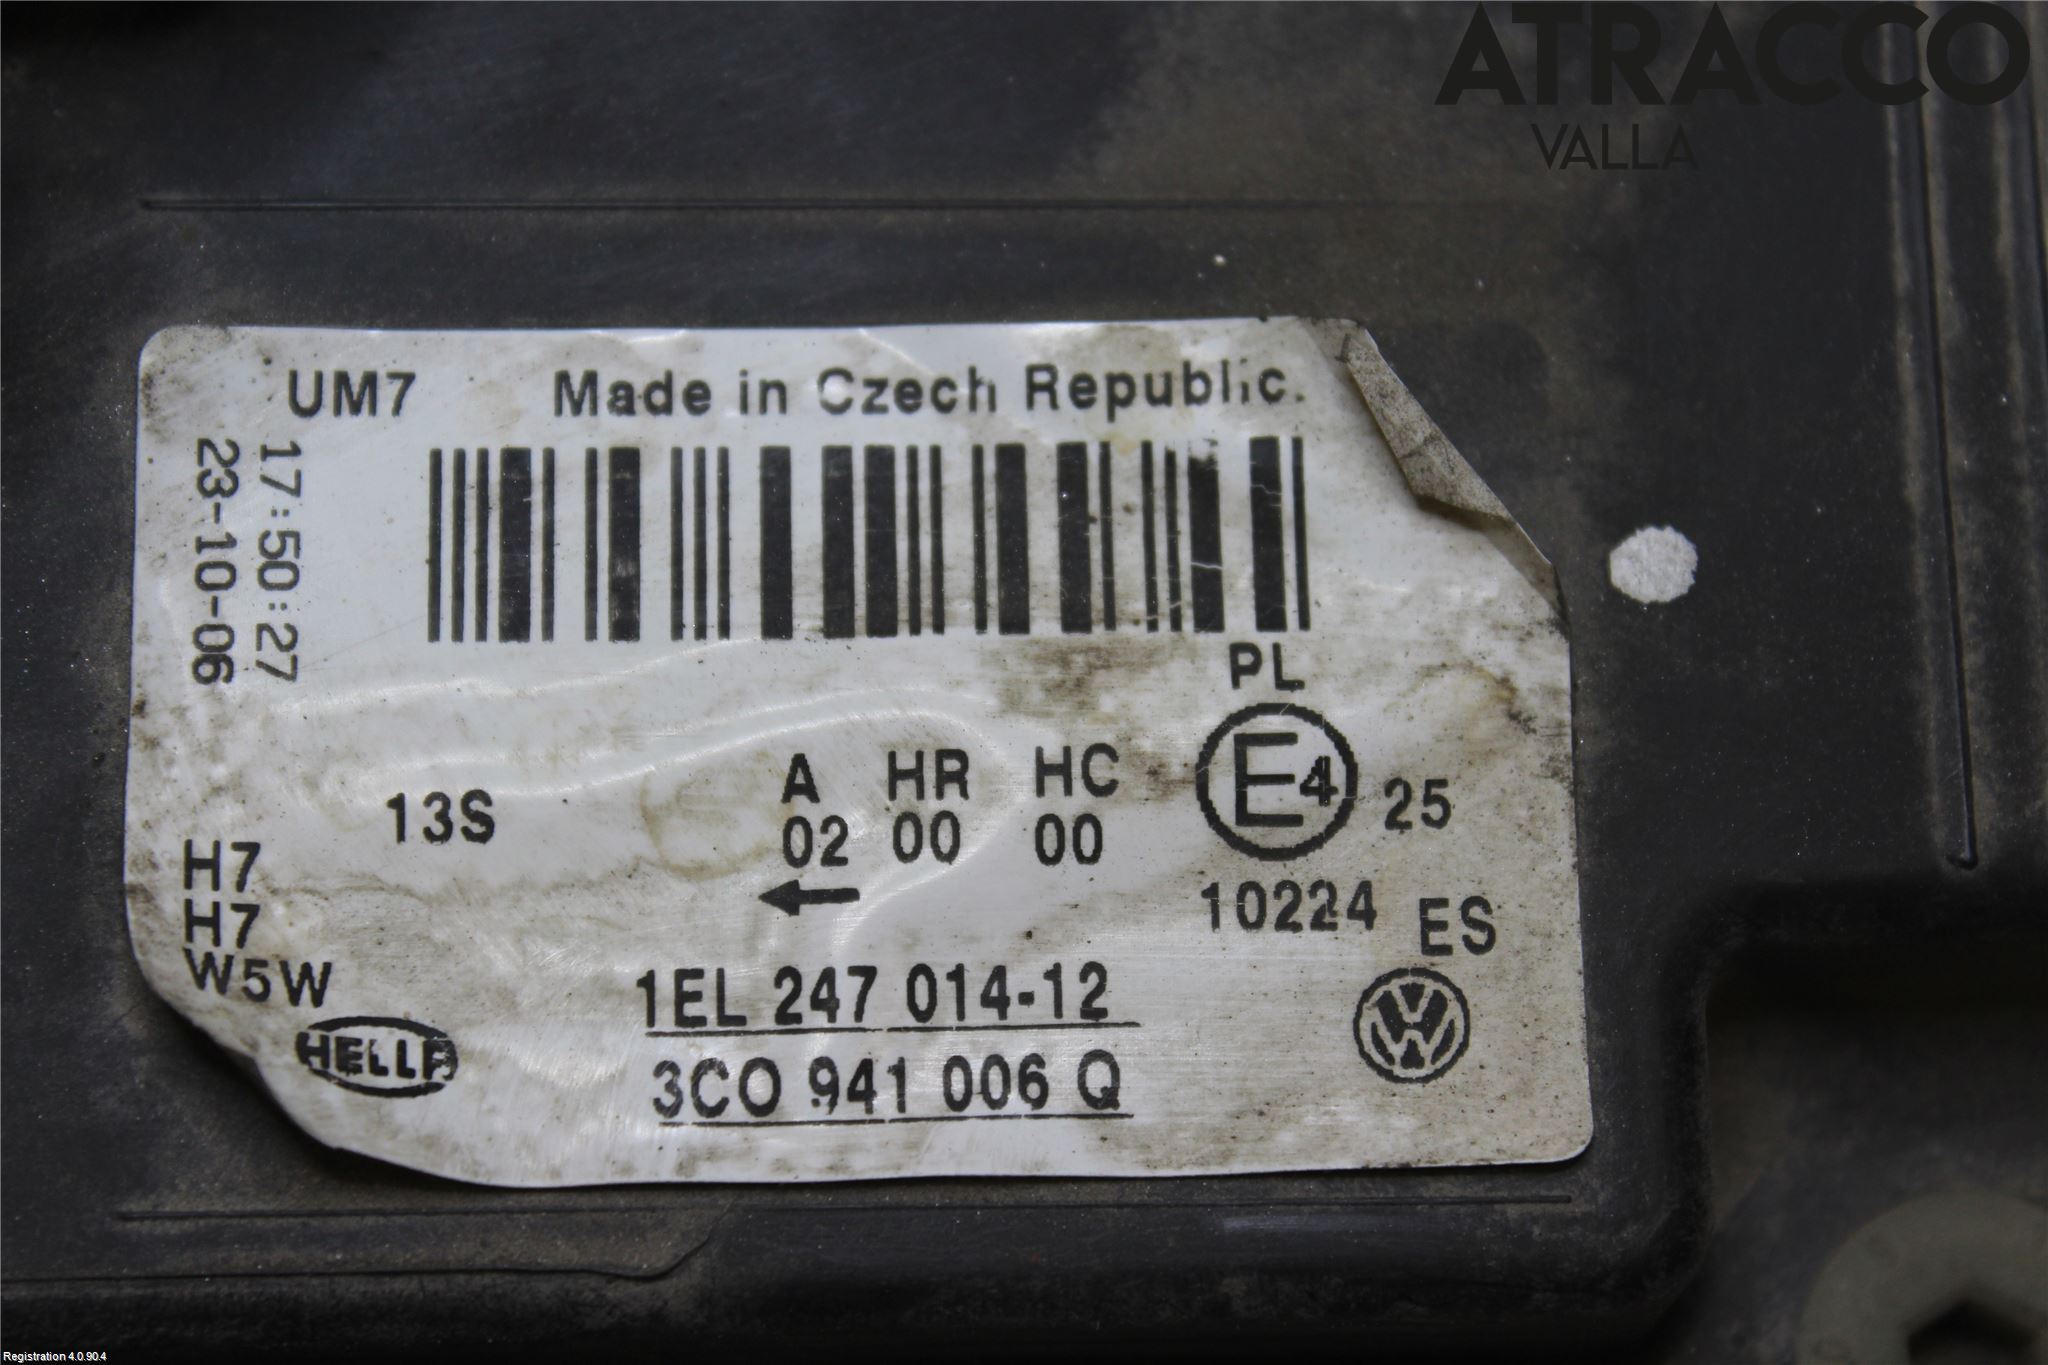 ATRACCO
VALLA
UM7 Made in Czech Republic.
17:50:27
23-10-06
PL
A HR HC
02 00 00
13S
E4 25
H7
H7
W5W
10224 ES
1EL 247 014-12
HELLA
3CO 941 006 Q
VW
Registration 4.0.90.4